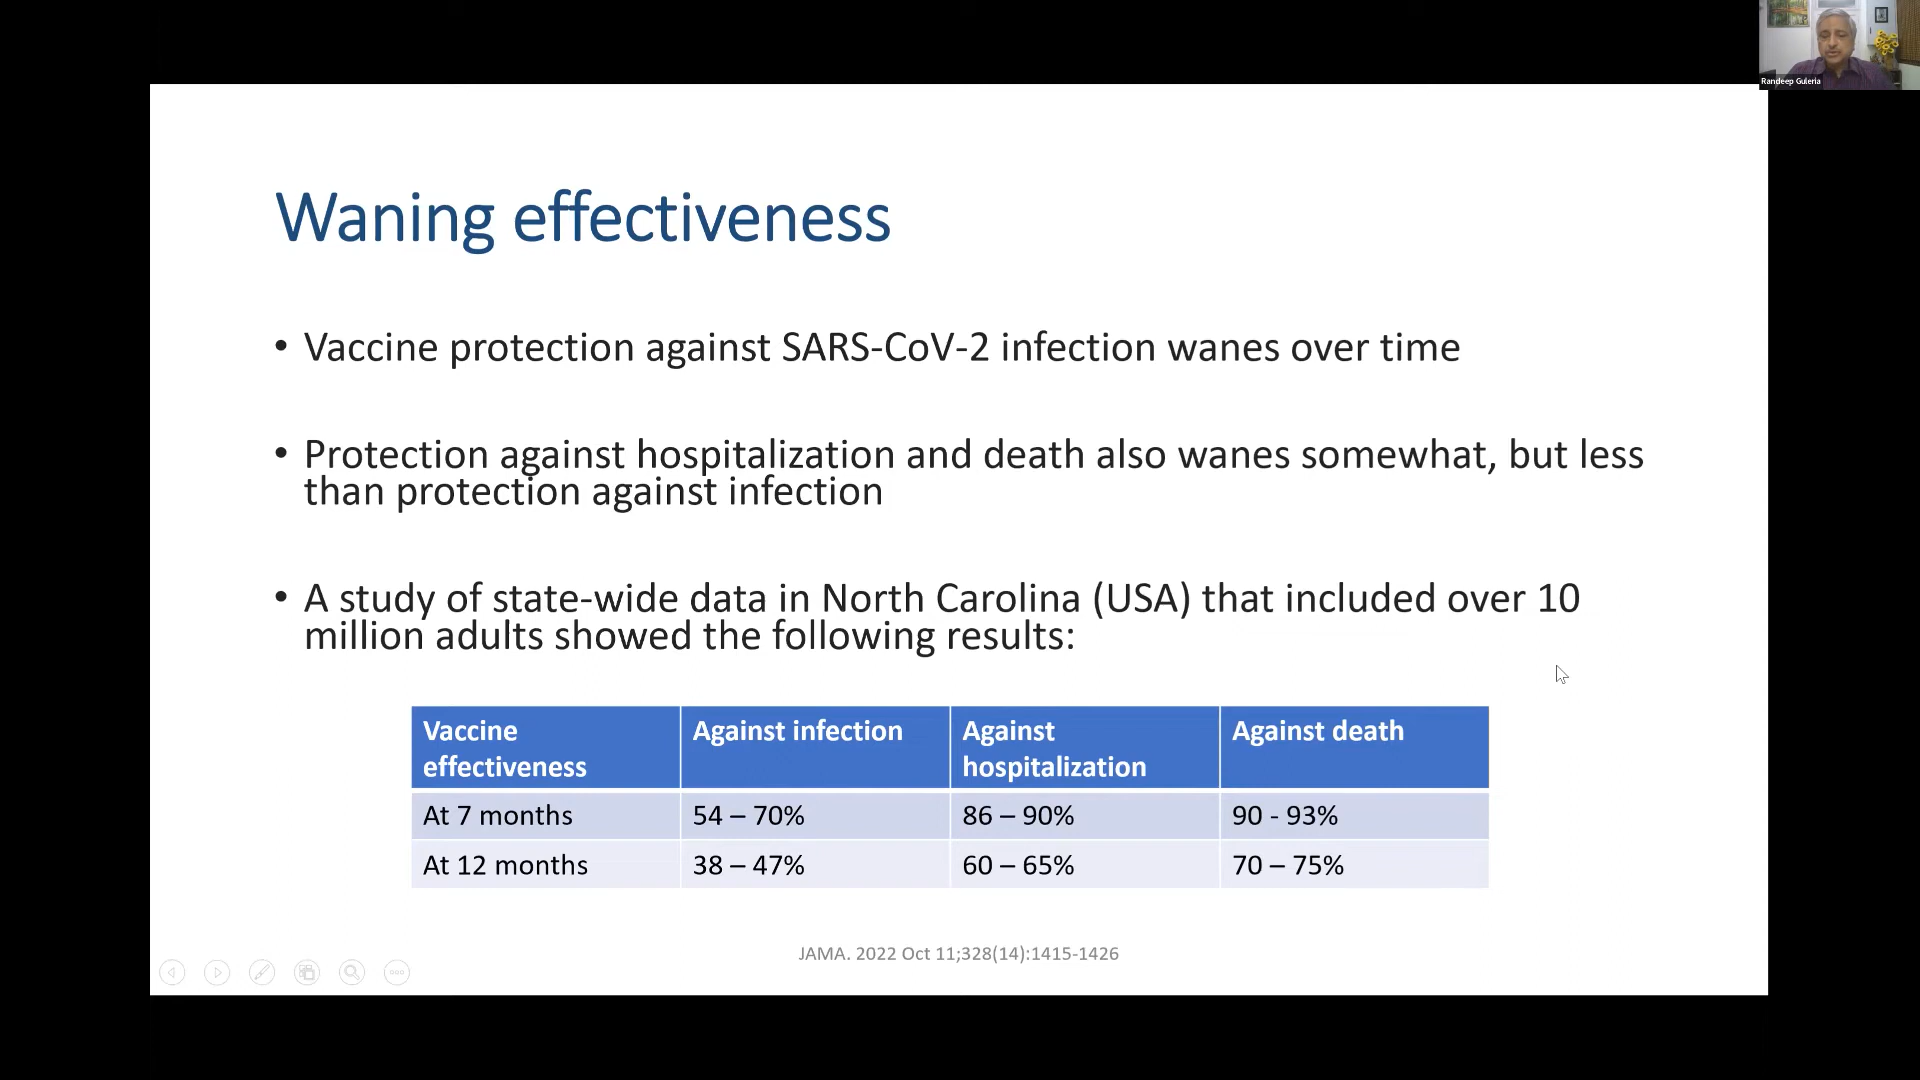 Randeep Guleria
Waning effectiveness
• Vaccine protection against SARS-CoV-2 infection wanes over time
• Protection against hospitalization and death also wanes somewhat, but less
than protection against infection
• A study of state-wide data in North Carolina (USA) that included over 10
million adults showed the following results:
Vaccine effectiveness Against infection Against hospitalization Against death
At 7 months 54 – 70% 86 – 90% 90 - 93%
At 12 months 38 – 47% 60 – 65% 70 – 75%
JAMA. 2022 Oct 11;328(14):1415-1426